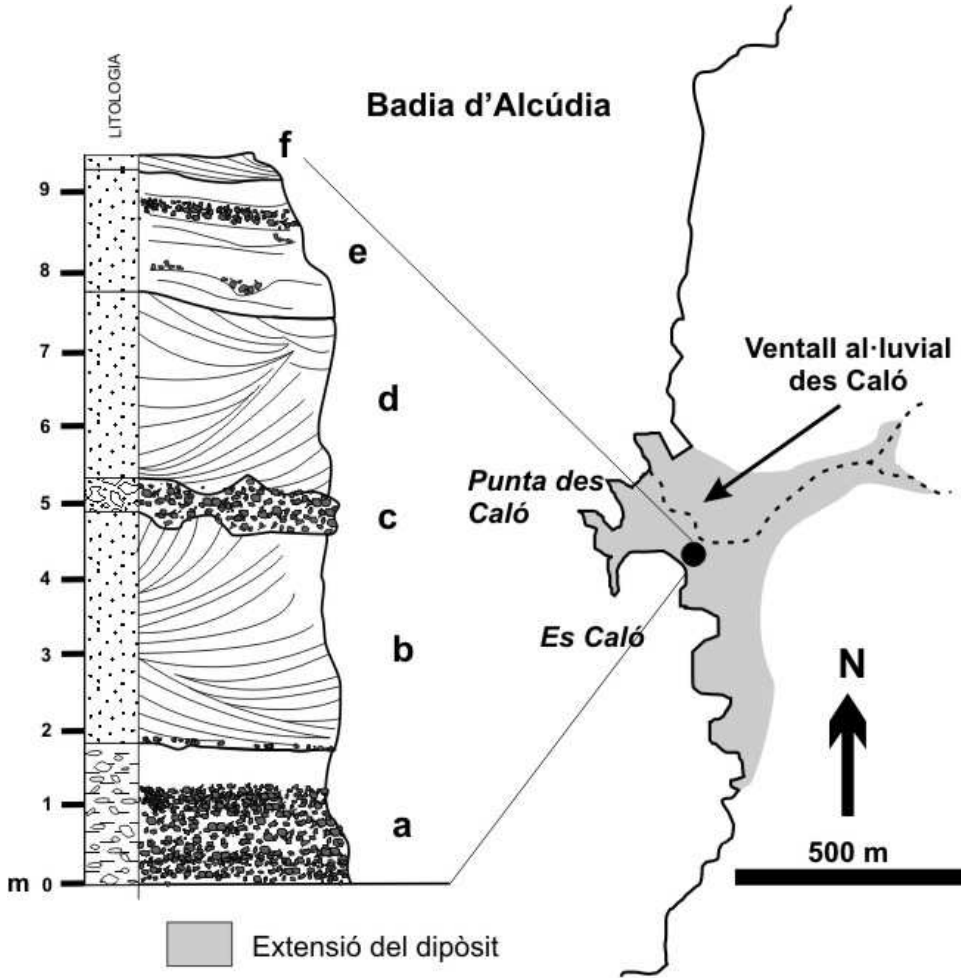 LITOLOGIA
Badia d'Alcúdia
f
9
e
8
7
Ventall al·luvial
des Caló
d
6
Punta des
Caló
5
c
4
Es Caló
b
3
N
2
1
a
500 m
m 0
Extensió del dipòsit